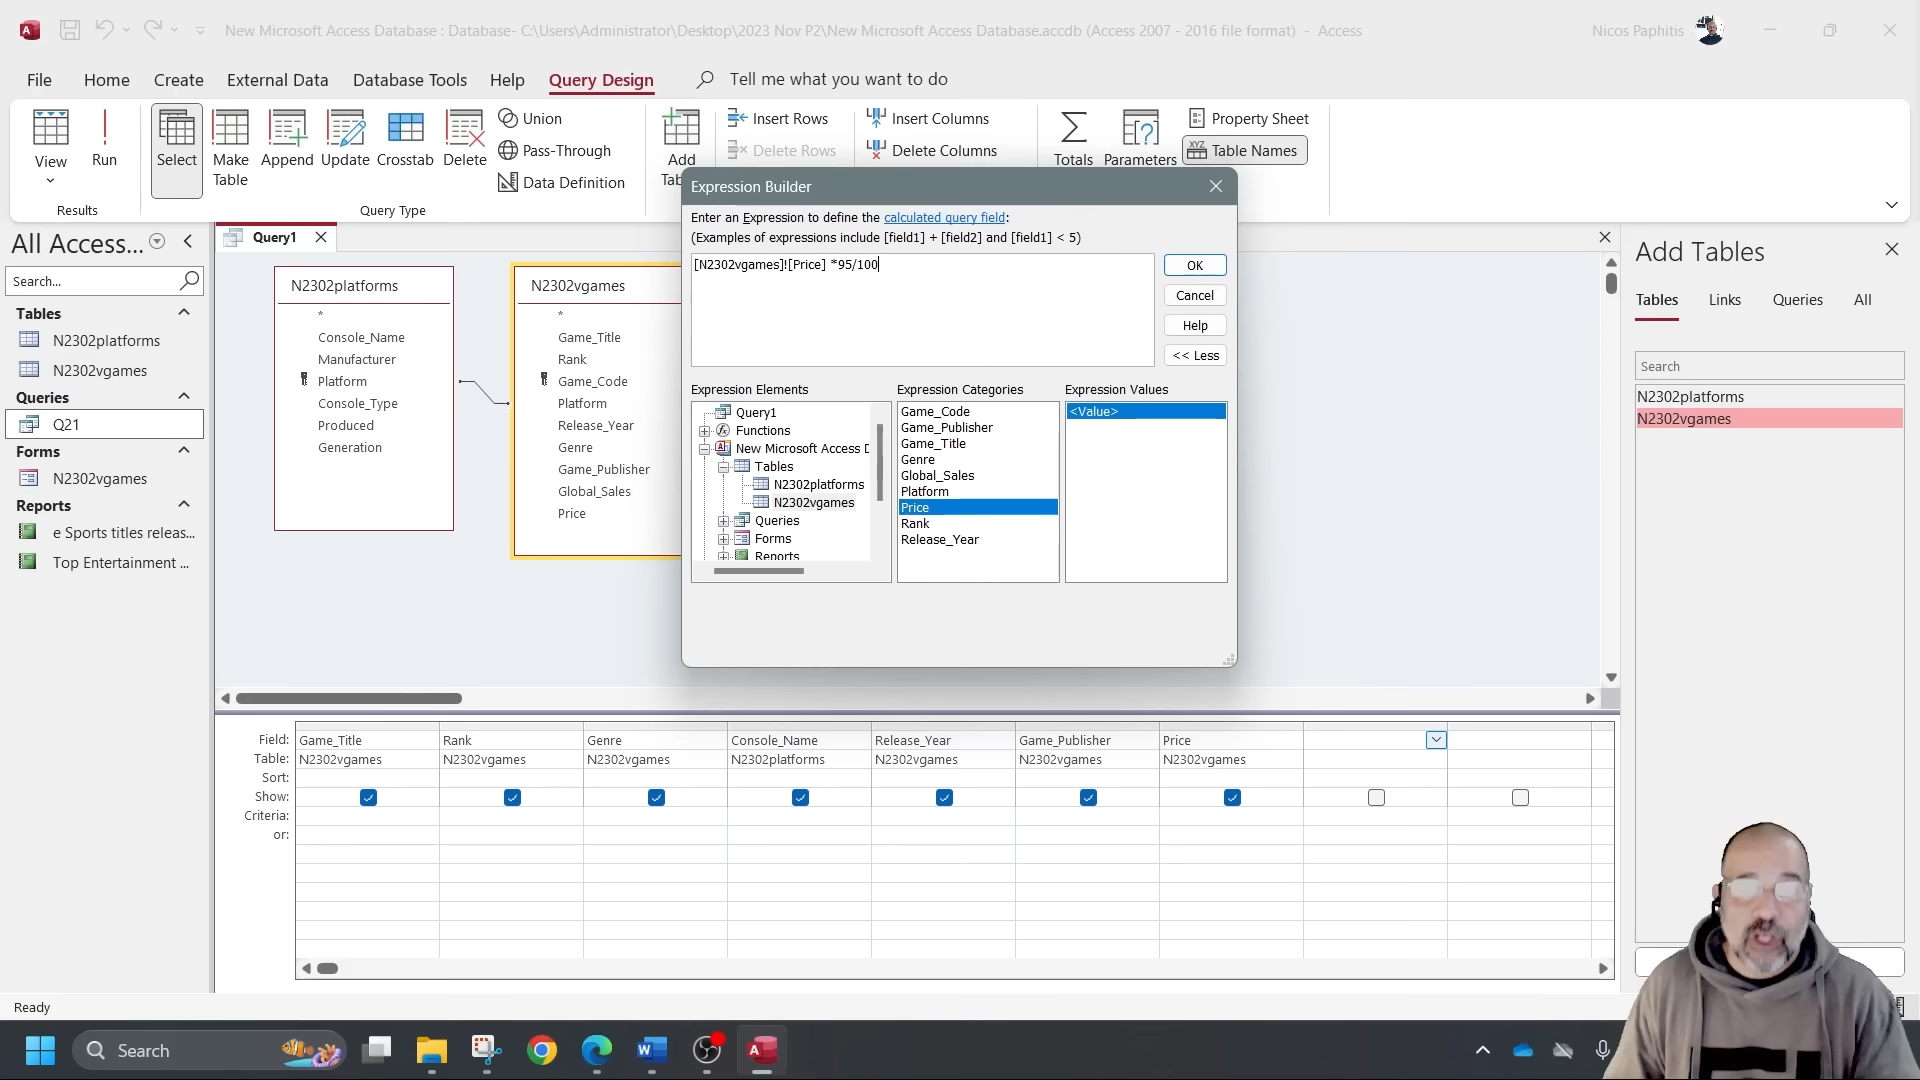 New Microsoft Access Database : Database- C:\Users\Administrator\Desktop\2023 Nov P2\New Microsoft Access Database.accdb (Access 2007 - 2016 file format) - Access
Nicos Paphitis
File Home Create External Data Database Tools Help Query Design Tell me what you want to do
View
Run
Select
Make
Table
Append
Update
Crosstab
Delete
Union
Pass-Through
Data Definition
Add
Insert Rows
Delete Rows
Insert Columns
Delete Columns
Totals
Parameters
Property Sheet
Table Names
Results
Query Type
All Access...
Search...
Tables
N2302platforms
N2302vgames
Queries
Q21
Forms
N2302vgames
Reports
e Sports titles releas...
Top Entertainment ...
Query1
N2302platforms
*
Console_Name
Manufacturer
Platform
Console_Type
Produced
Generation
N2302vgames
*
Game_Title
Rank
Game_Code
Platform
Release_Year
Genre
Game_Publisher
Global_Sales
Price
Expression Builder
Enter an Expression to define the calculated query field:
(Examples of expressions include [field1] + [field2] and [field1] < 5)
[N2302vgames]![Price] *95/100
OK
Cancel
Help
<< Less
Expression Elements
Query1
Functions
New Microsoft Access D
Tables
N2302platforms
N2302vgames
Queries
Forms
Reports
Expression Categories
Game_Code
Game_Publisher
Game_Title
Genre
Global_Sales
Platform
Price
Rank
Release_Year
Expression Values
<Value>
Add Tables
Tables Links Queries All
Search
N2302platforms
N2302vgames
Field: Game_Title Rank Genre Console_Name Release_Year Game_Publisher Price
Table: N2302vgames N2302vgames N2302vgames N2302platforms N2302vgames N2302vgames N2302vgames
Sort:
Show:
Criteria:
or:
Ready
Search